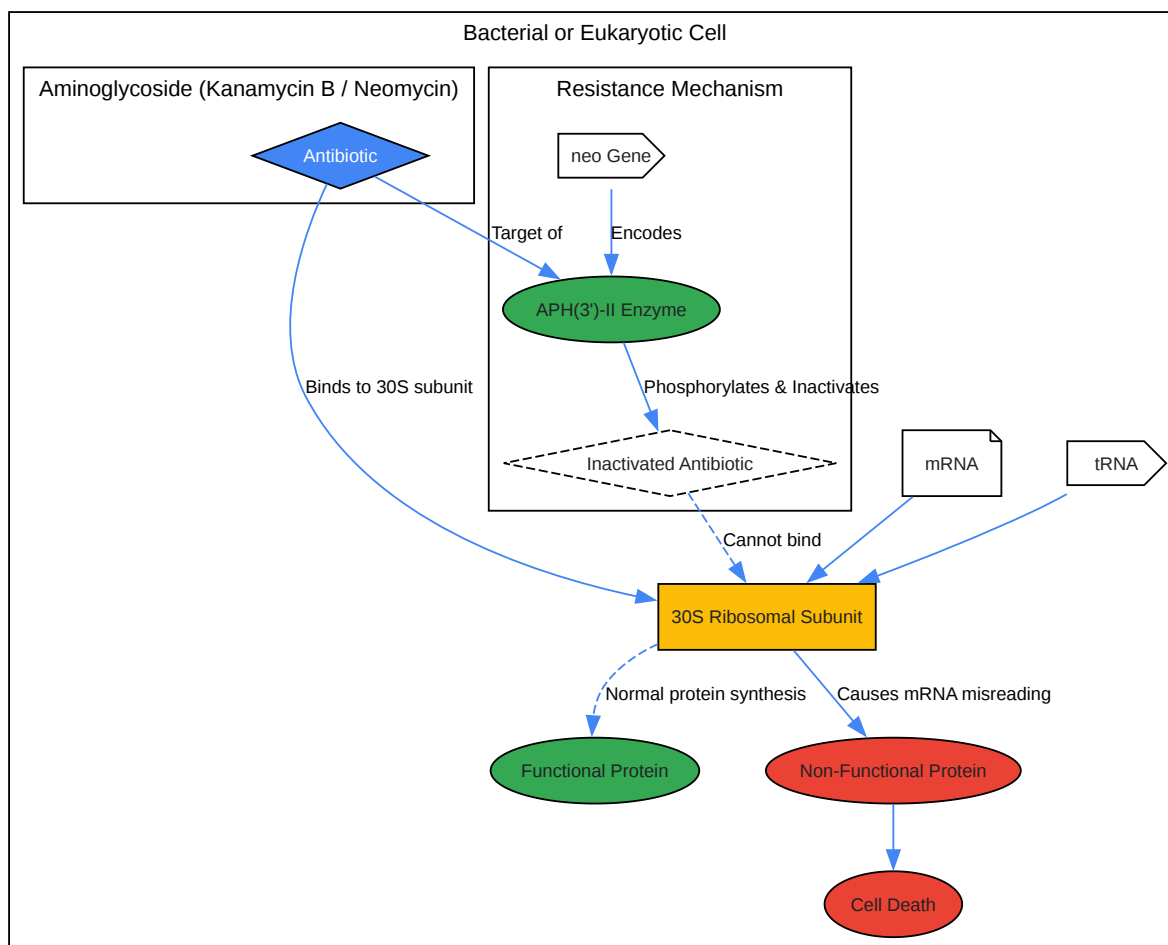 Bacterial or Eukaryotic Cell
Aminoglycoside (Kanamycin B / Neomycin)
Resistance Mechanism
Antibiotic
neo Gene
Target of
Encodes
APH(3')-II Enzyme
Binds to 30S subunit
Phosphorylates & Inactivates
Inactivated Antibiotic
mRNA
tRNA
Cannot bind
30S Ribosomal Subunit
Normal protein synthesis
Causes mRNA misreading
Functional Protein
Non-Functional Protein
Cell Death